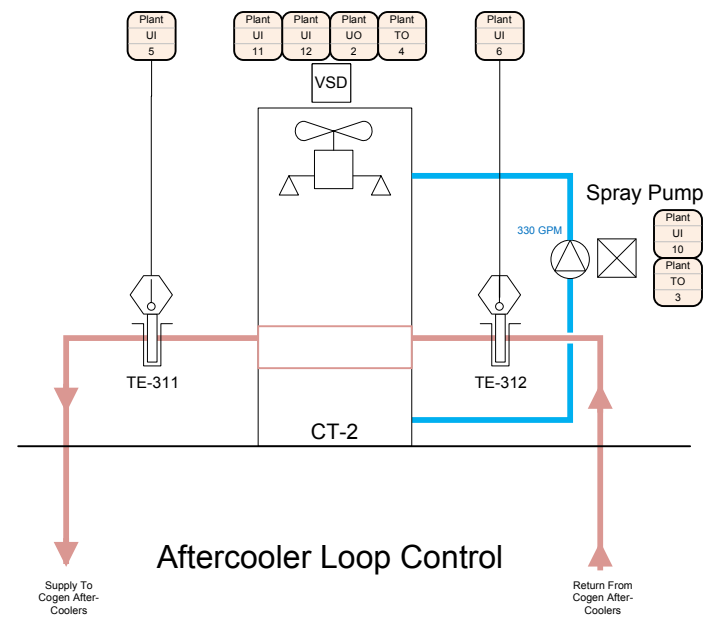 Plant
UI
5
Plant
UI
11
Plant
UI
12
Plant
UO
2
Plant
TO
4
Plant
UI
6
VSD
Spray Pump
330 GPM
Plant
UI
10
Plant
TO
3
TE-311
TE-312
CT-2
Aftercooler Loop Control
Supply To
Cogen After-
Coolers
Return From
Cogen After-
Coolers